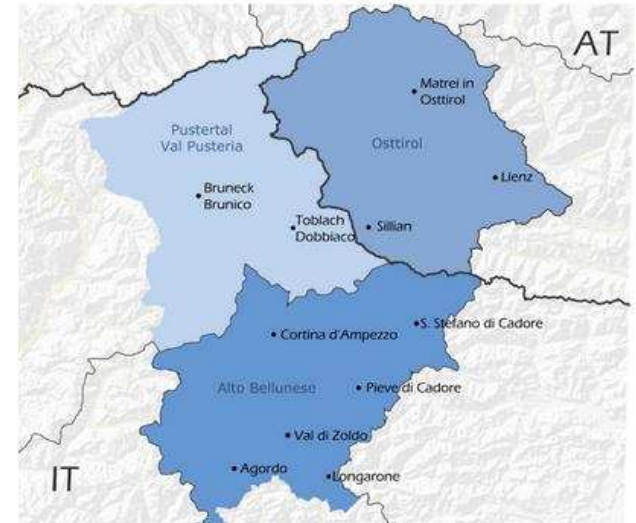 AT
Matrei in
Osttirol
Pustertal
Val Pusteria
Osttirol
Bruneck
Brunico
Lienz
Toblach
Dobbiaco
Sillian
S. Stefano di Cadore
Cortina d'Ampezzo
Alto Bellunese
Pieve di Cadore
Val di Zoldo
Agordo
Longarone
IT